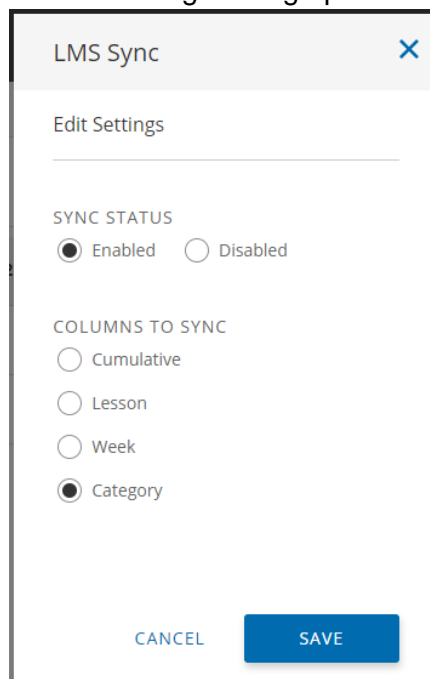 LMS Sync
Edit Settings
SYNC STATUS
Enabled Disabled
COLUMNS TO SYNC
Cumulative
Lesson
Week
Category
CANCEL SAVE